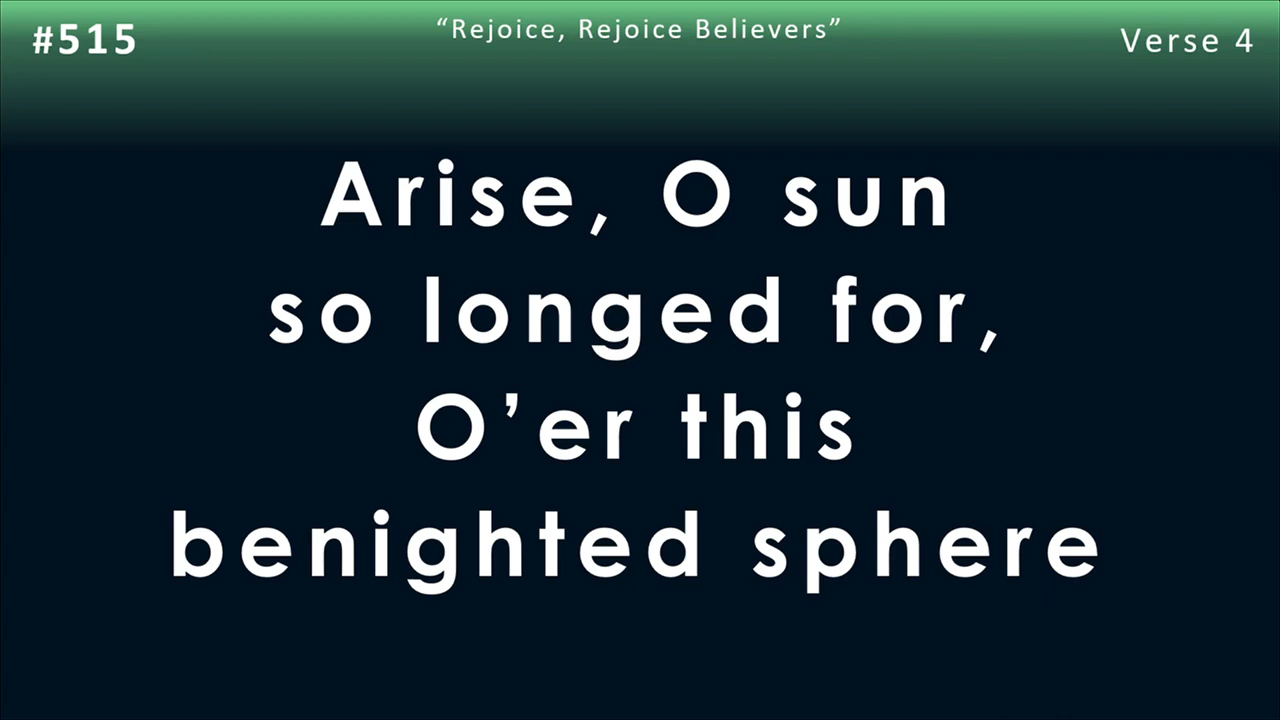 #515
“Rejoice, Rejoice Believers”
Verse 4
Arise, O sun
so longed for,
O’er this
benighted sphere